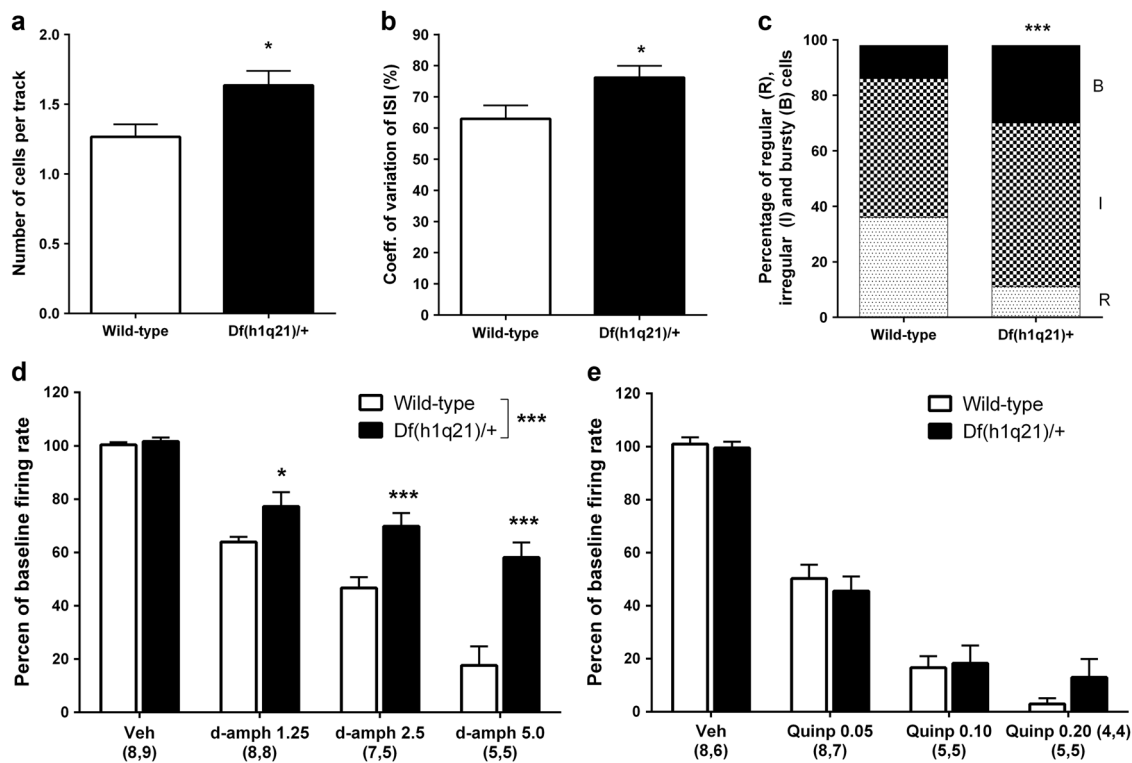 a
Number of cells per track
2.0
1.5
1.0
0.5
0.0
*
Wild-type
Df(h1q21)/+
b
Coeff. of variation of ISI (%)
90
80
70
60
50
40
30
20
10
0
*
Wild-type
Df(h1q21)/+
c
Percentage of regular (R),
irregular (I) and bursty (B) cells
100
80
60
40
20
0
***
B
I
R
Wild-type
Df(h1q21)+
d
Percen of baseline firing rate
120
100
80
60
40
20
0
Wild-type
Df(h1q21)/+
***
*
***
***
Veh
(8,9)
d-amph 1.25
(8,8)
d-amph 2.5
(7,5)
d-amph 5.0
(5,5)
e
Percen of baseline firing rate
120
100
80
60
40
20
0
Wild-type
Df(h1q21)/+
Veh
(8,6)
Quinp 0.05
(8,7)
Quinp 0.10
(5,5)
Quinp 0.20 (4,4)
(5,5)